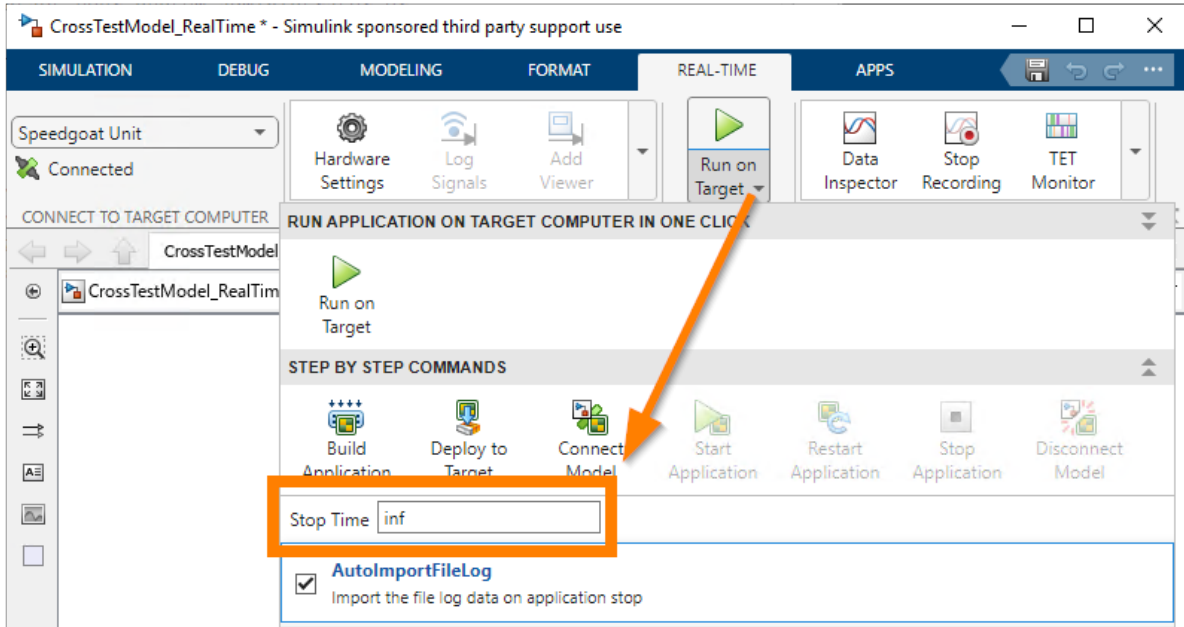 CrossTestModel_RealTime * - Simulink sponsored third party support use
SIMULATION DEBUG MODELING FORMAT REAL-TIME APPS
Speedgoat Unit
Connected
Hardware Settings
Log Signals
Add Viewer
Run on Target
Data Inspector
Stop Recording
TET Monitor
CONNECT TO TARGET COMPUTER
RUN APPLICATION ON TARGET COMPUTER IN ONE CLICK
CrossTestModel
CrossTestModel_RealTim
Run on
Target
STEP BY STEP COMMANDS
Build Application
Deploy to Target
Connect Model
Start Application
Restart Application
Stop Application
Disconnect Model
Stop Time inf
AutoImportFileLog
Import the file log data on application stop